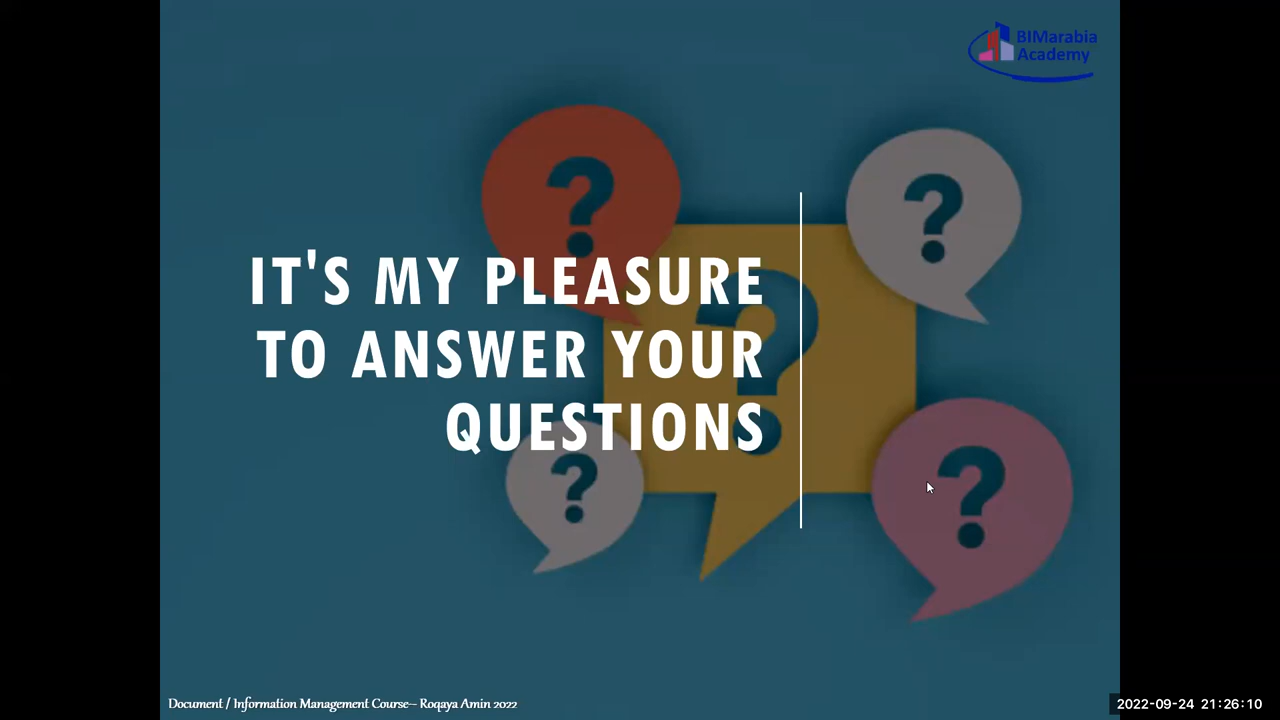 BIMarabia
Academy
?
?
IT'S MY PLEASURE
TO ANSWER YOUR
QUESTIONS
?
?
?
Document / Information Management Course-- Roqaya Amin 2022
2022-09-24 21:26:10